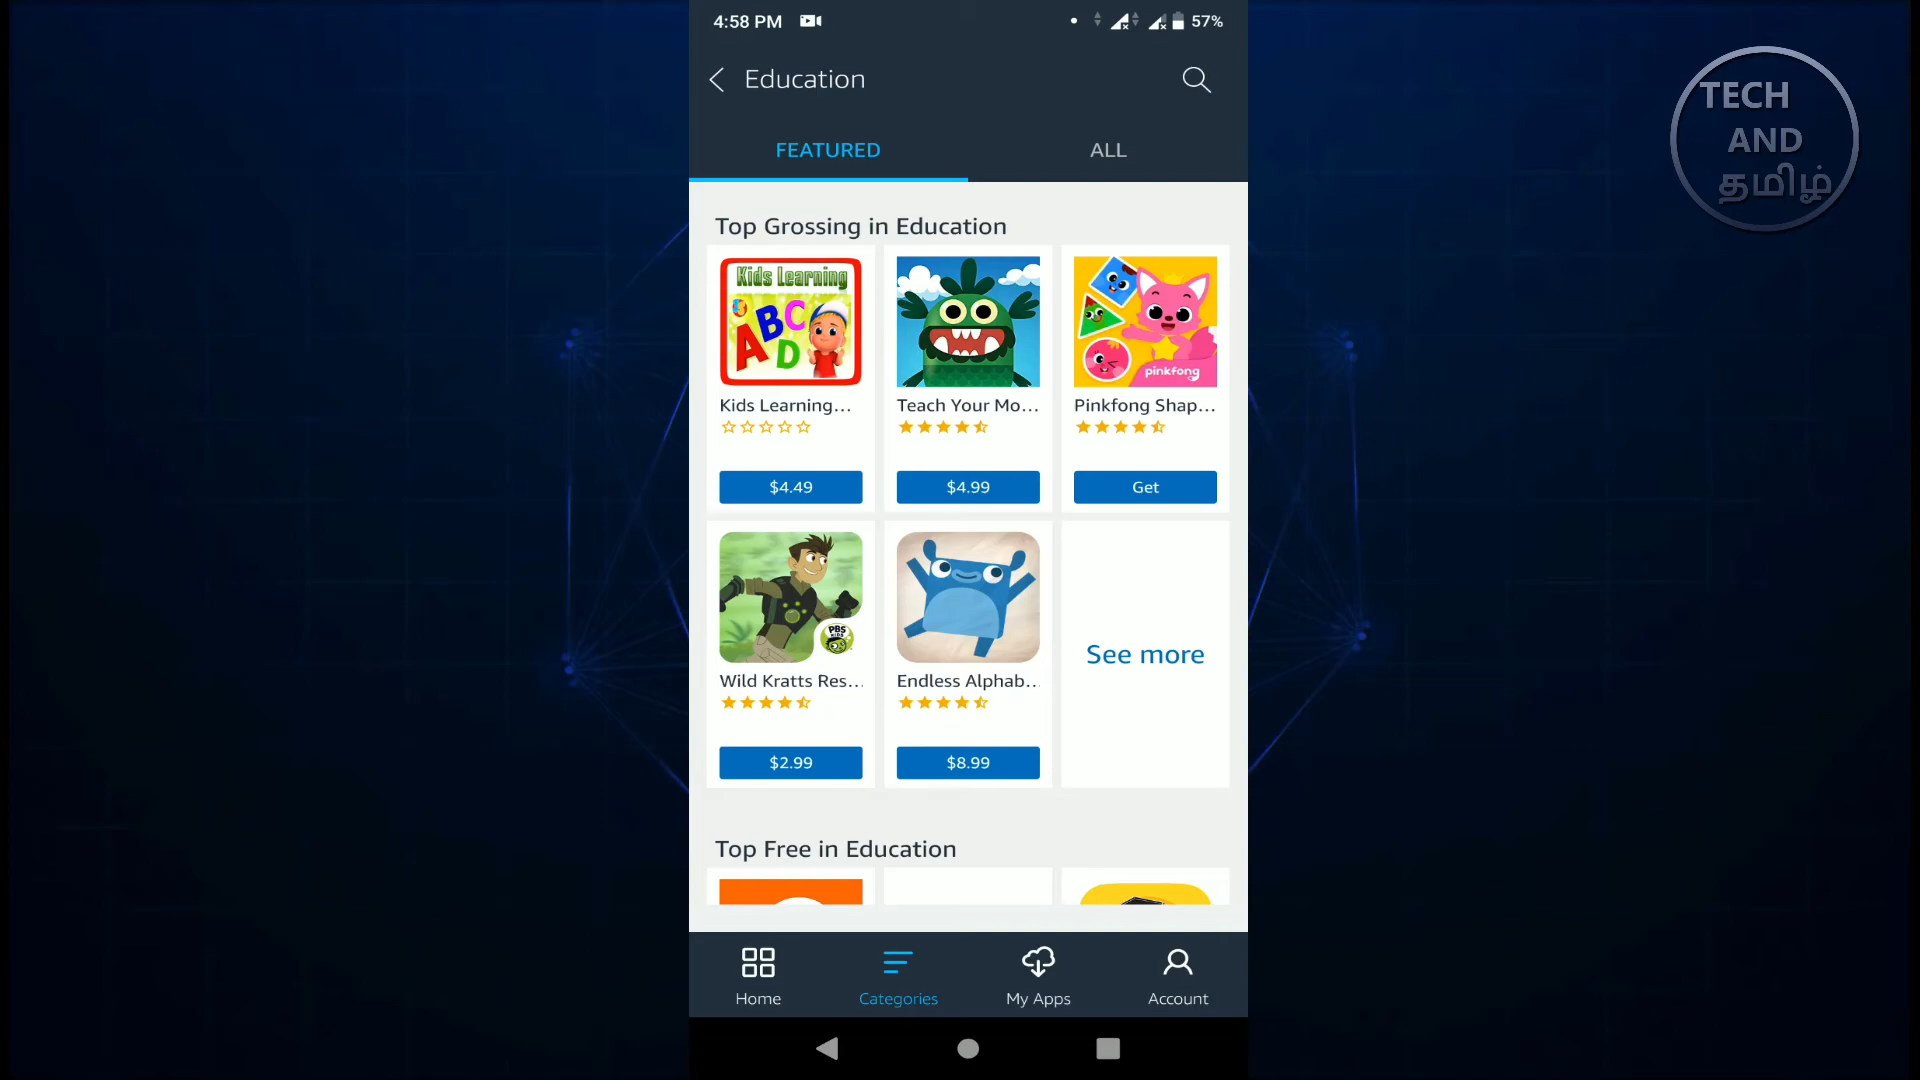 4:58 PM
57%
TECH
AND
தமிழ்
Education
FEATURED
ALL
Top Grossing in Education
Kids Learning
A B C
D
pinkfong
Kids Learning...
Teach Your Mo...
Pinkfong Shap...
$4.49
$4.99
Get
PBS
KIDS
Wild Kratts Res...
Endless Alphab...
See more
$2.99
$8.99
Top Free in Education
Home
Categories
My Apps
Account